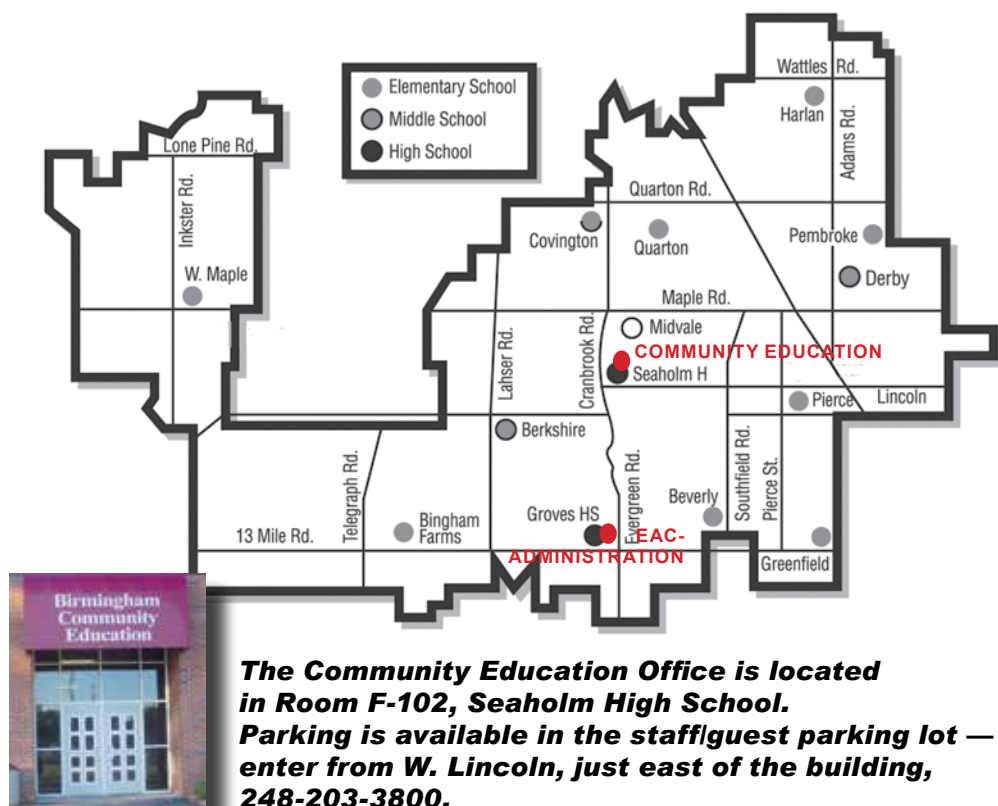 Wattles Rd.
Elementary School
Middle School
High School
Harlan
Adams Rd.
Lone Pine Rd.
Inkster Rd.
Quarton Rd.
Covington
Quarton
Pembroke
W. Maple
Derby
Maple Rd.
Lahser Rd.
Cranbrook Rd.
Midvale
COMMUNITY EDUCATION
Seaholm H
Pierce
Lincoln
Berkshire
Telegraph Rd.
Evergreen Rd.
Southfield Rd.
Pierce St.
Beverly
Bingham
Farms
Groves HS
13 Mile Rd.
EAC-
ADMINISTRATION
Greenfield
Birmingham
Community
Education
The Community Education Office is located
in Room F-102, Seaholm High School.
Parking is available in the staff|guest parking lot —
enter from W. Lincoln, just east of the building,
248-203-3800.